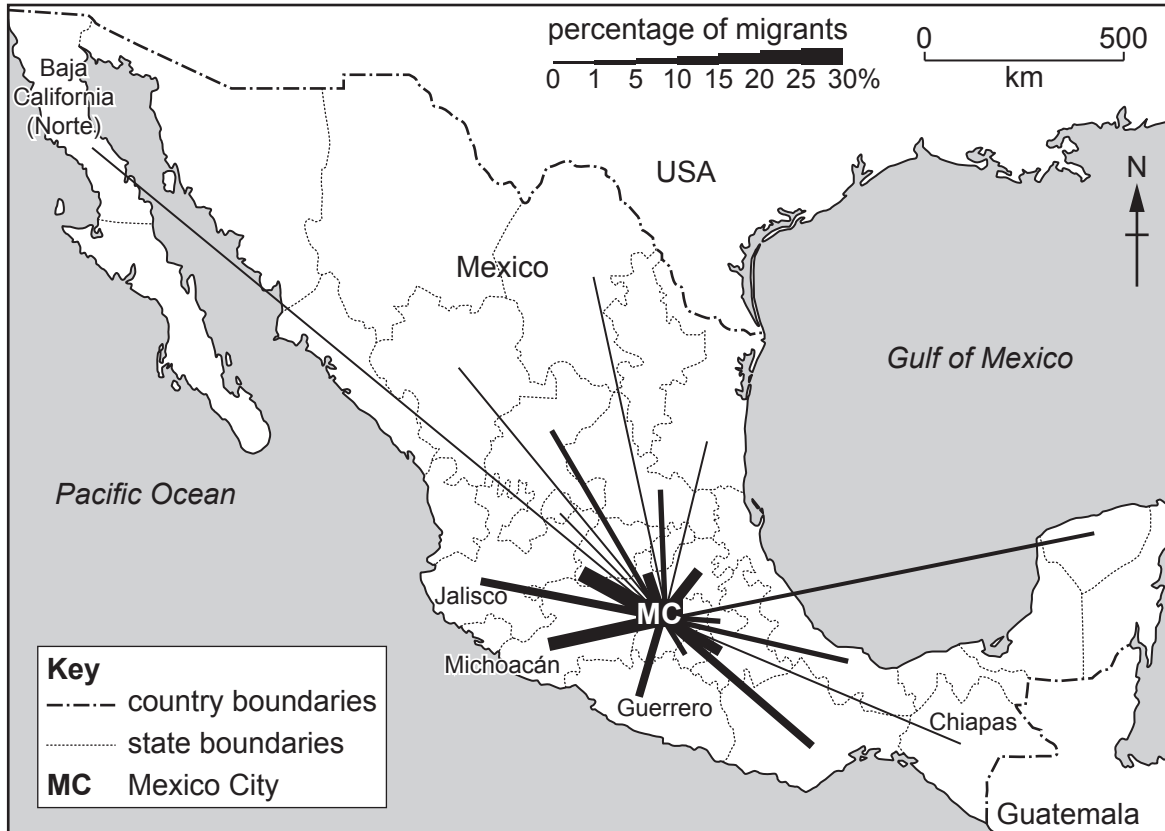 percentage of migrants
0 1 5 10 15 20 25 30%
0 500
km
Baja
California
(Norte)
USA
N
Mexico
Gulf of Mexico
Pacific Ocean
Jalisco
MC
Michoacán
Guerrero
Chiapas
Guatemala
Key
country boundaries
state boundaries
MC Mexico City